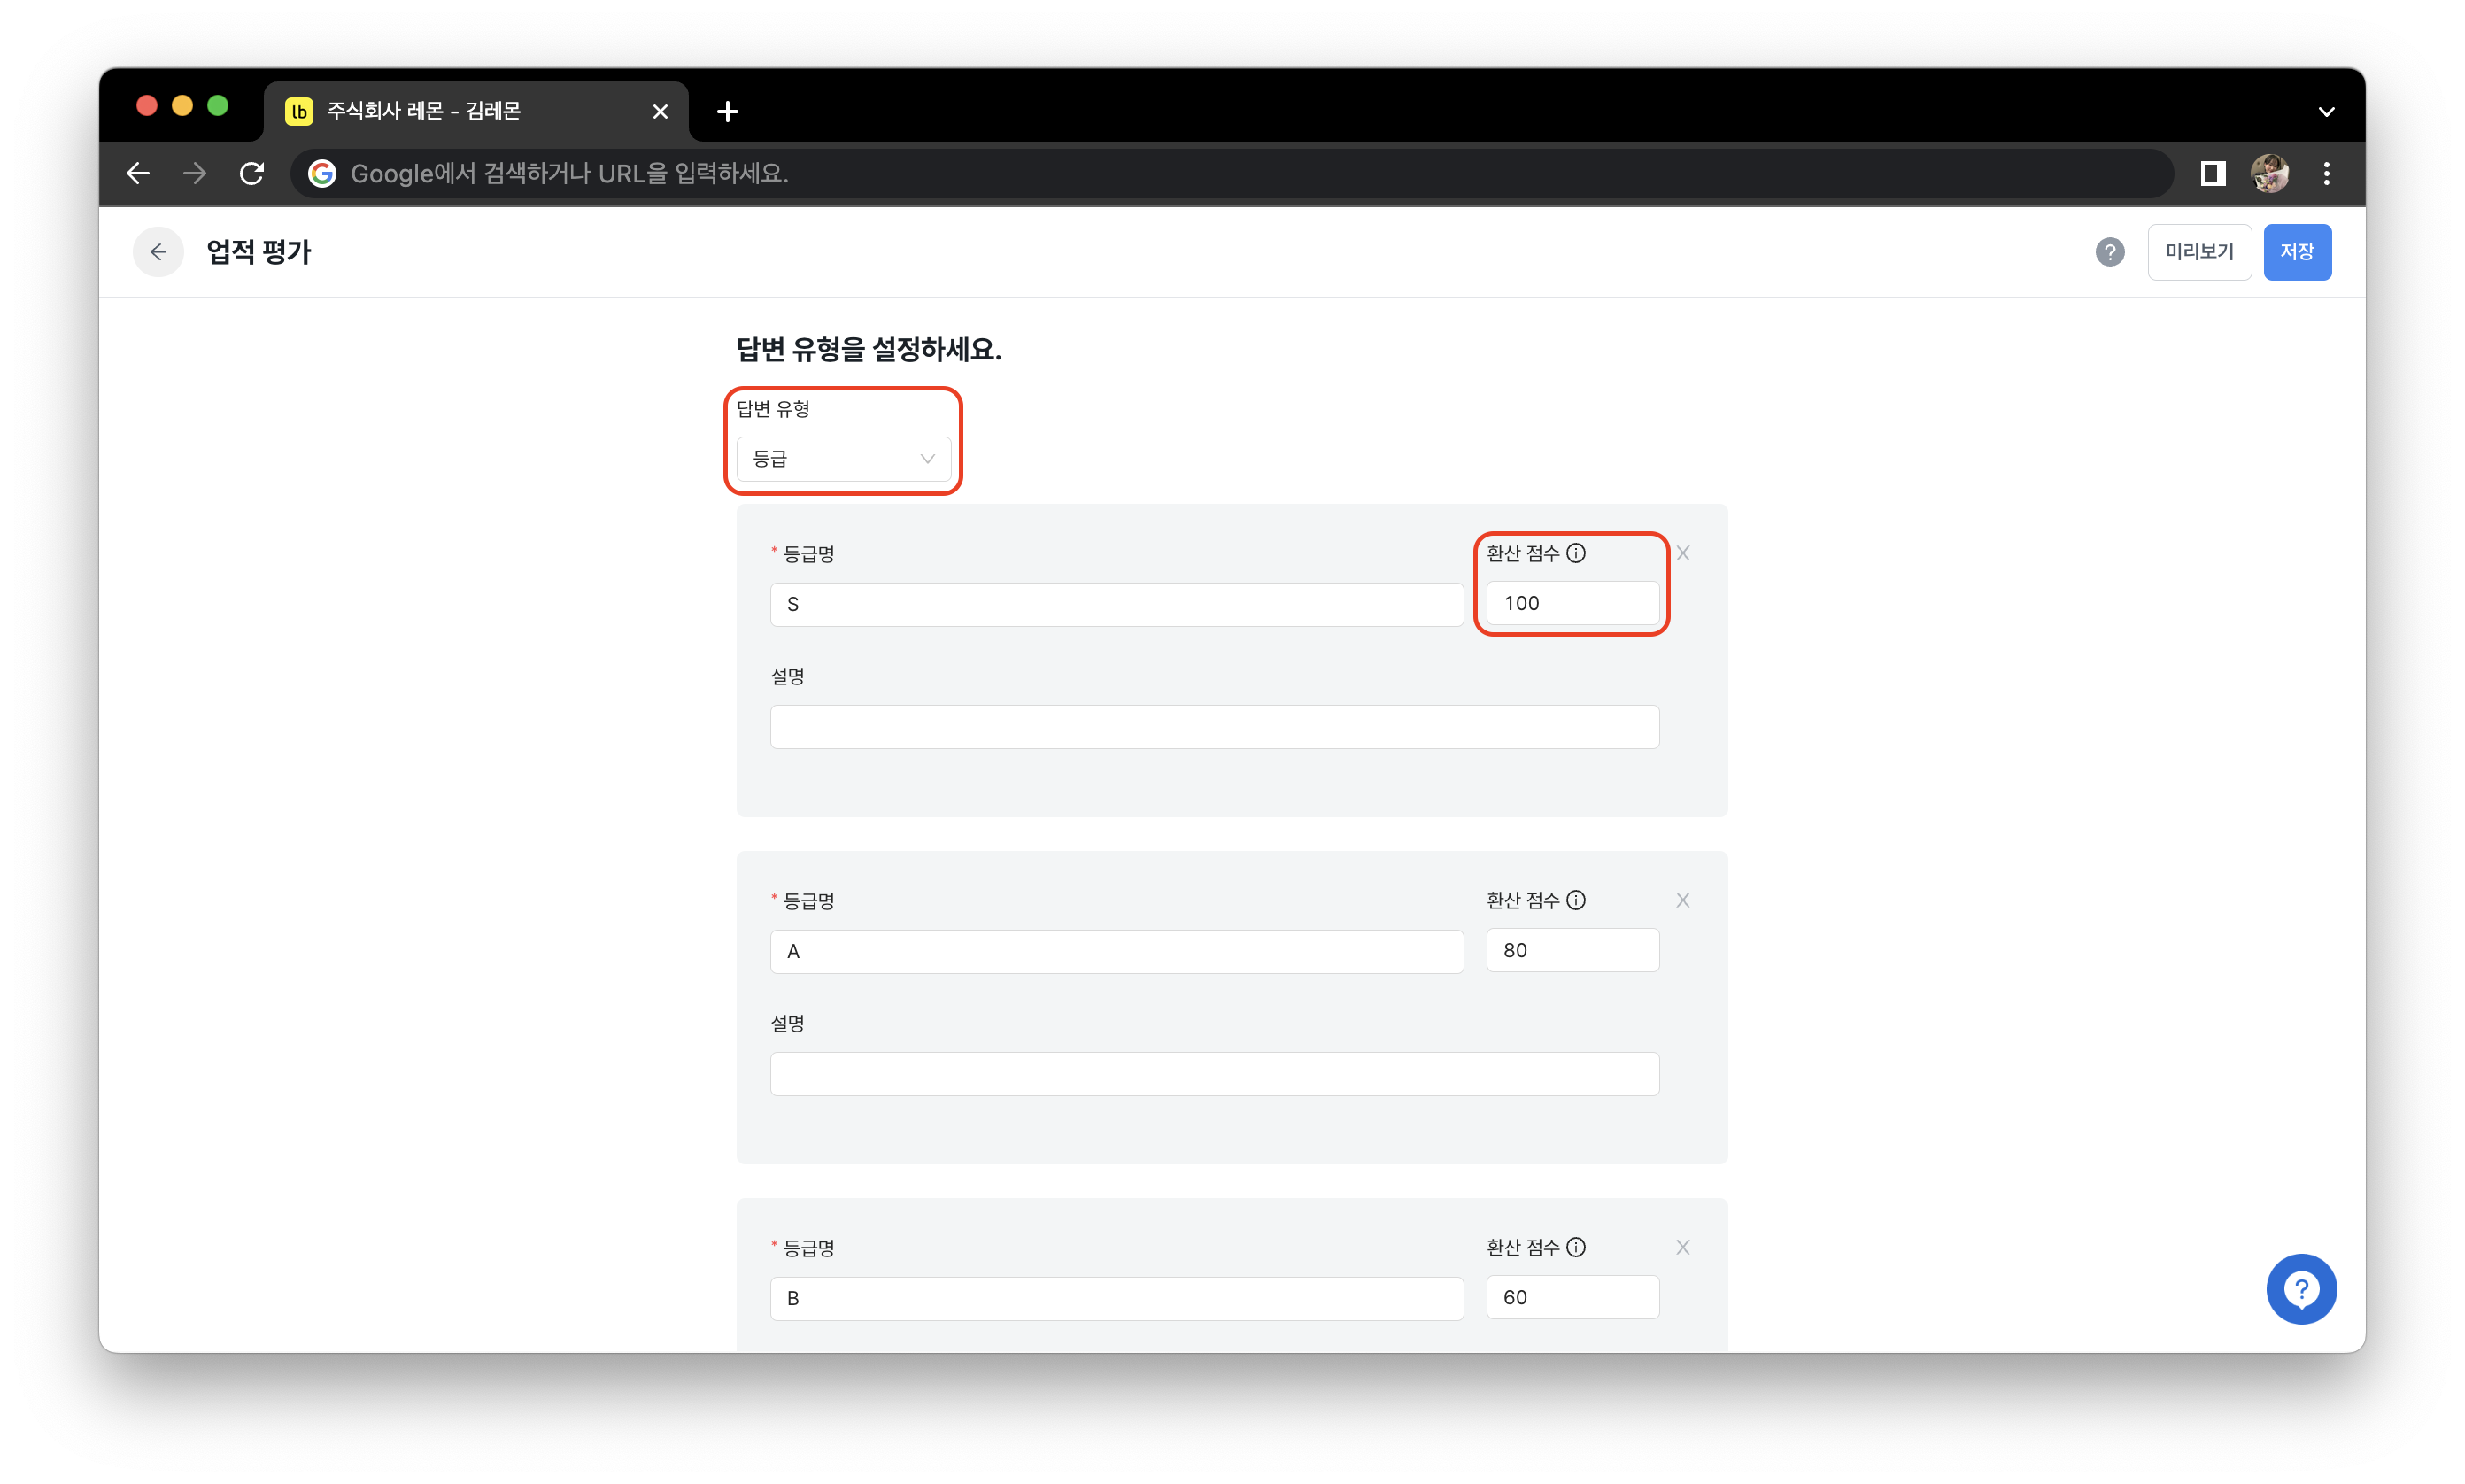 lb 주식회사 레몬 - 김레몬
Google에서 검색하거나 URL을 입력하세요.
업적 평가
? 미리보기 저장
답변 유형을 설정하세요.
답변 유형
등급
* 등급명 환산 점수
S 100
설명
* 등급명 환산 점수
A 80
설명
* 등급명 환산 점수
B 60
?